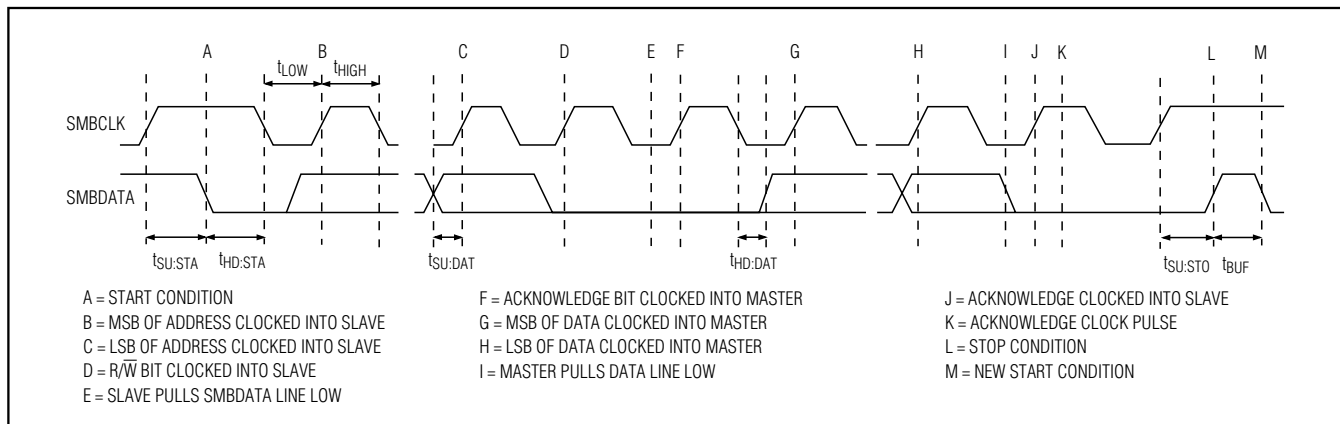 A B C D E F G H I J K L M
tLOW tHIGH
SMBCLK
SMBDATA
tSU:STA tHD:STA tSU:DAT tHD:DAT tSU:STO tBUF
A = START CONDITION
B = MSB OF ADDRESS CLOCKED INTO SLAVE
C = LSB OF ADDRESS CLOCKED INTO SLAVE
D = R/W̅ BIT CLOCKED INTO SLAVE
E = SLAVE PULLS SMBDATA LINE LOW
F = ACKNOWLEDGE BIT CLOCKED INTO MASTER
G = MSB OF DATA CLOCKED INTO MASTER
H = LSB OF DATA CLOCKED INTO MASTER
I = MASTER PULLS DATA LINE LOW
J = ACKNOWLEDGE CLOCKED INTO SLAVE
K = ACKNOWLEDGE CLOCK PULSE
L = STOP CONDITION
M = NEW START CONDITION